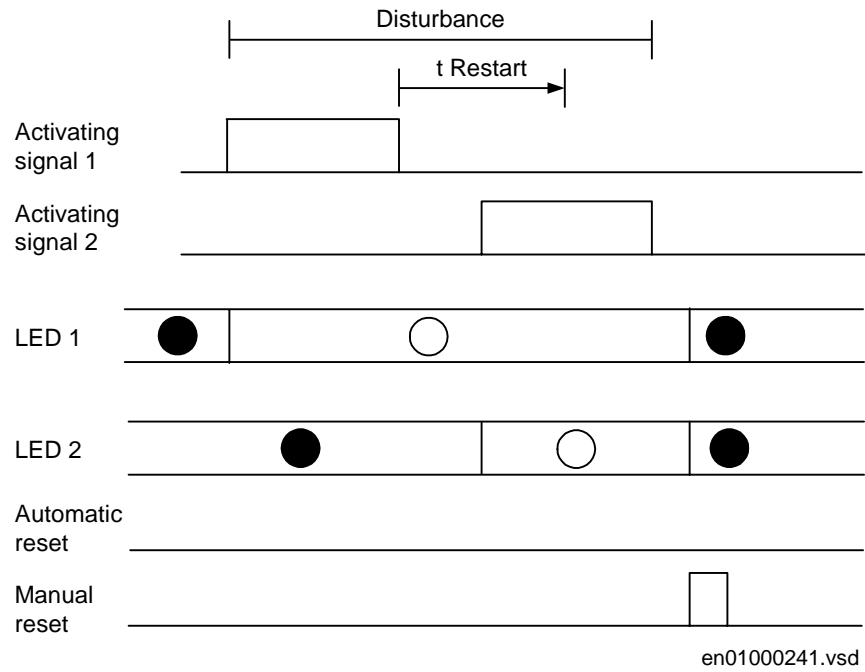 Disturbance
t Restart
Activating
signal 1
Activating
signal 2
LED 1
LED 2
Automatic
reset
Manual
reset
en01000241.vsd